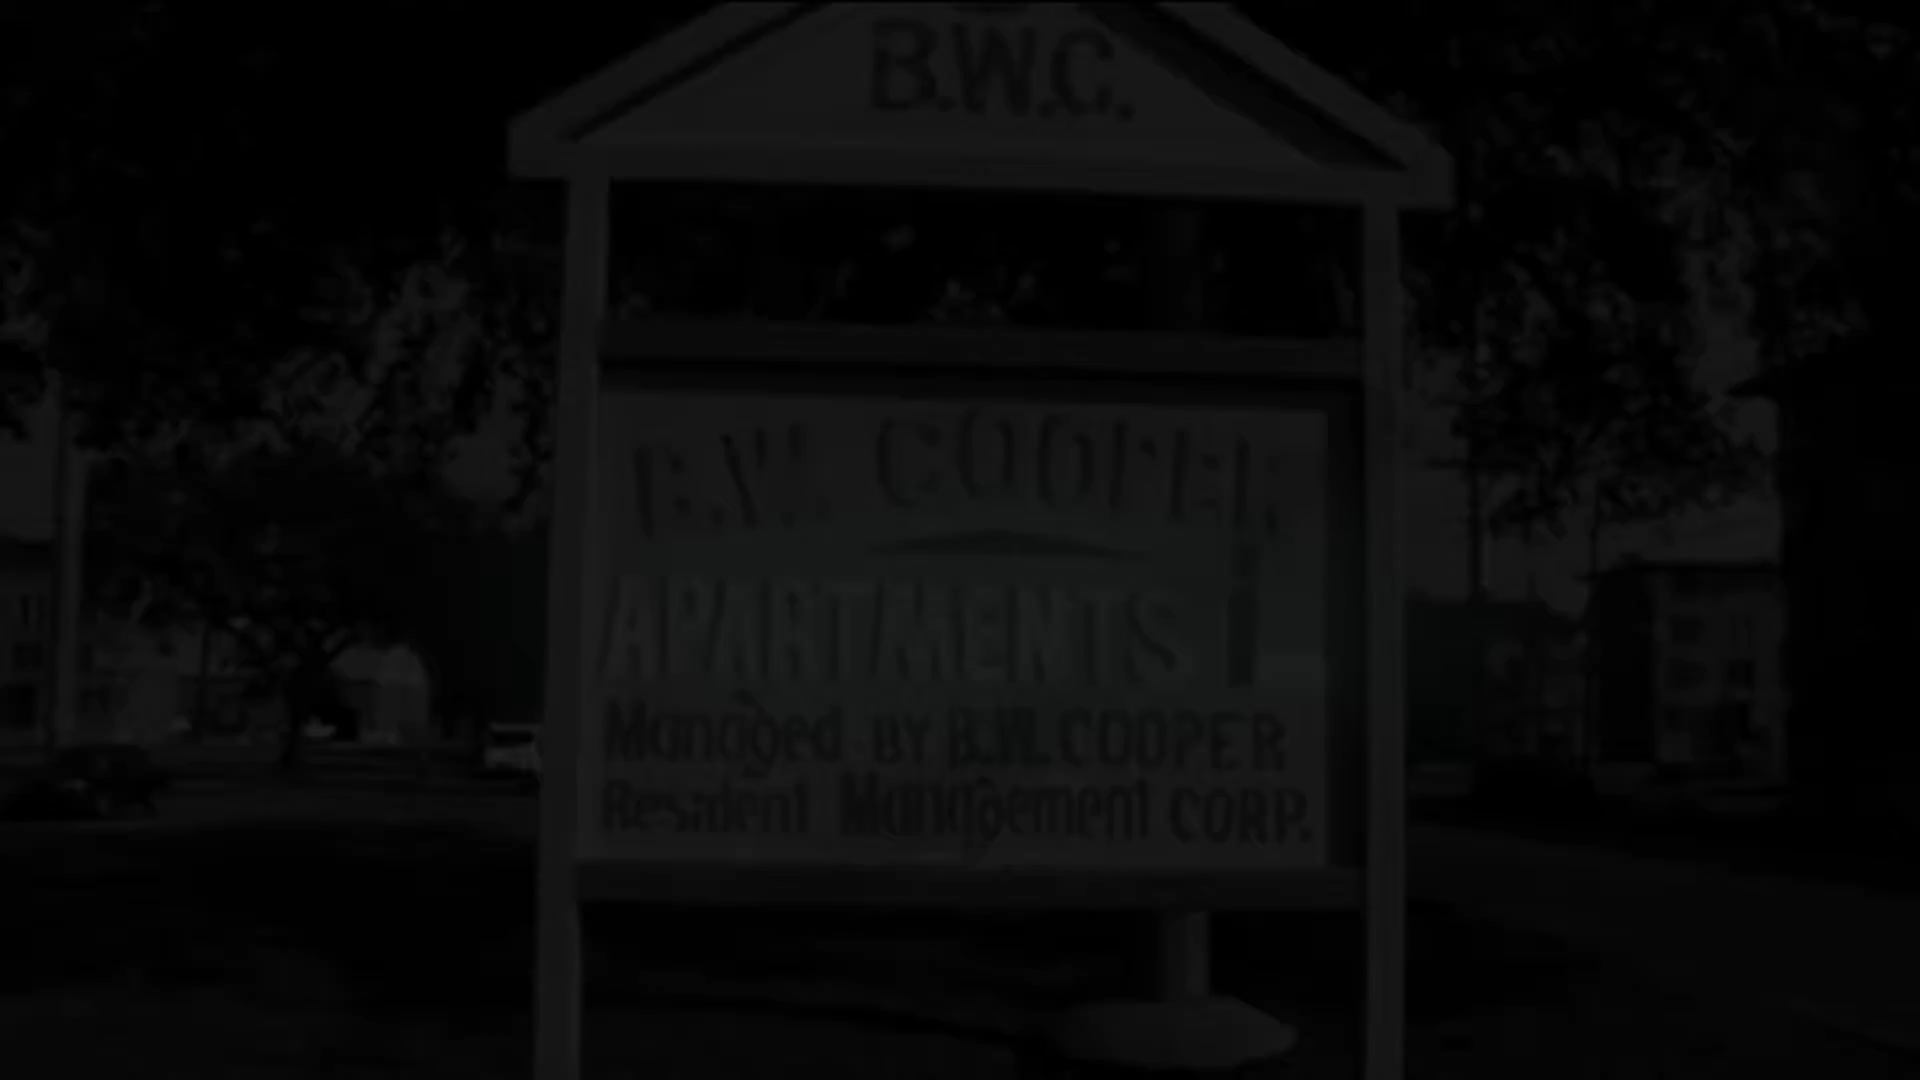 B.W.C.
B.W. COOPER
APARTMENTS
Managed BY B.W. COOPER
Resident Management CORP.